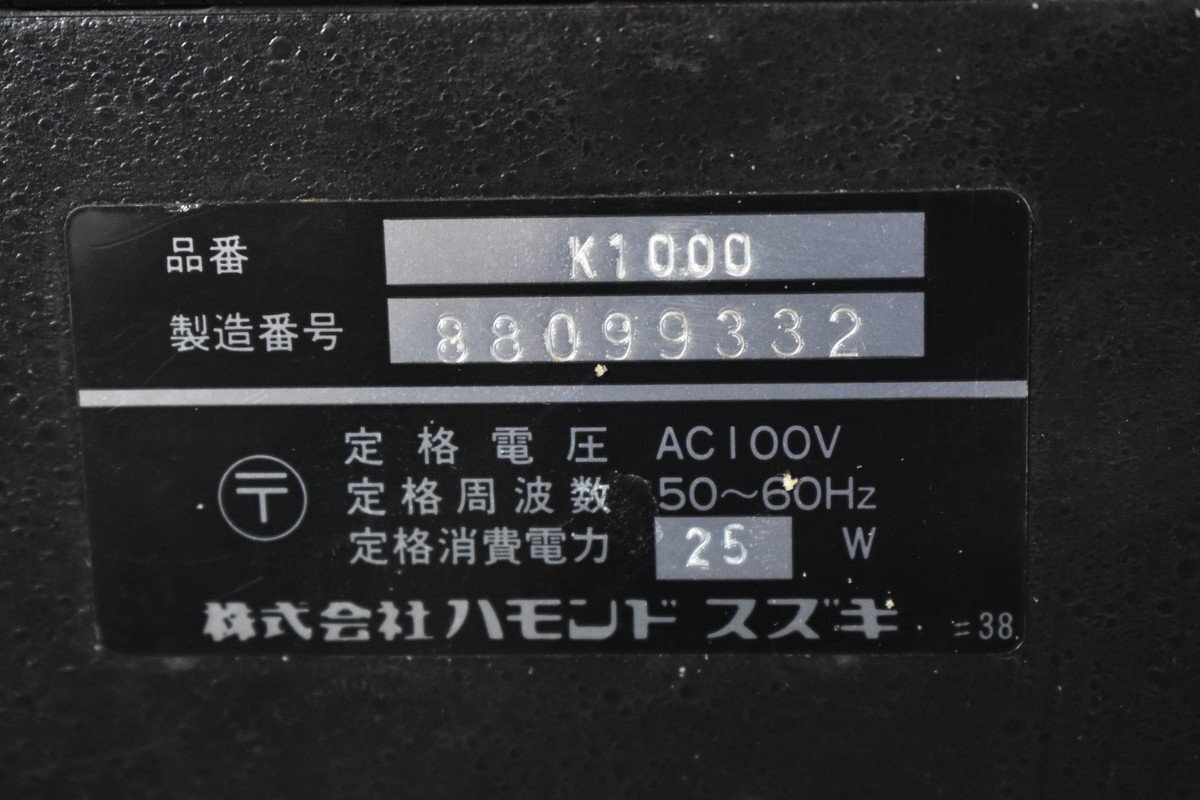 品番 K1000
製造番号 88099332
定格電圧 AC100V
〒 定格周波数 50~60Hz
定格消費電力 25 W
株式会社ハモンド スズキ =38